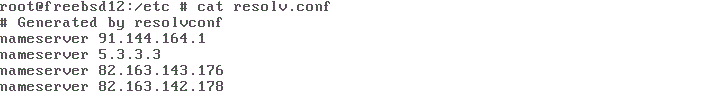 root@freebsd12:/etc # cat resolv.conf
# Generated by resolvconf
nameserver 91.144.164.1
nameserver 5.3.3.3
nameserver 82.163.143.176
nameserver 82.163.142.178